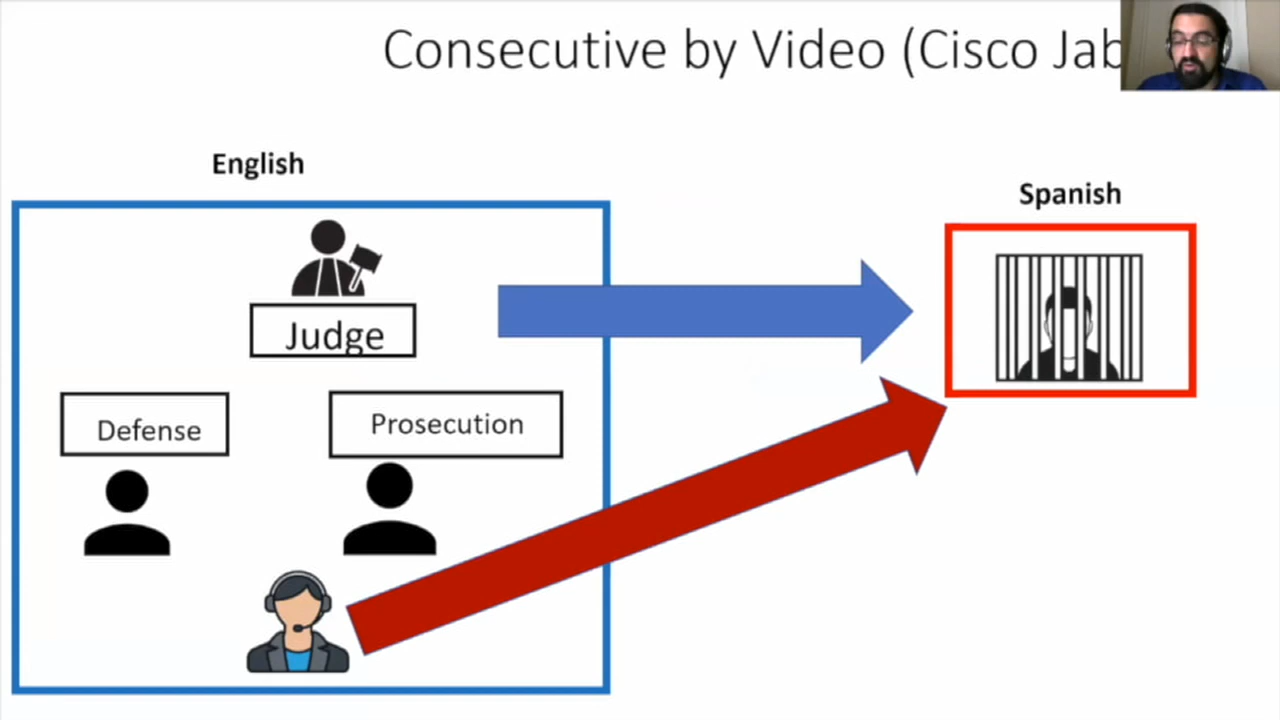 Consecutive by Video (Cisco Jab
English
Spanish
Judge
Defense
Prosecution